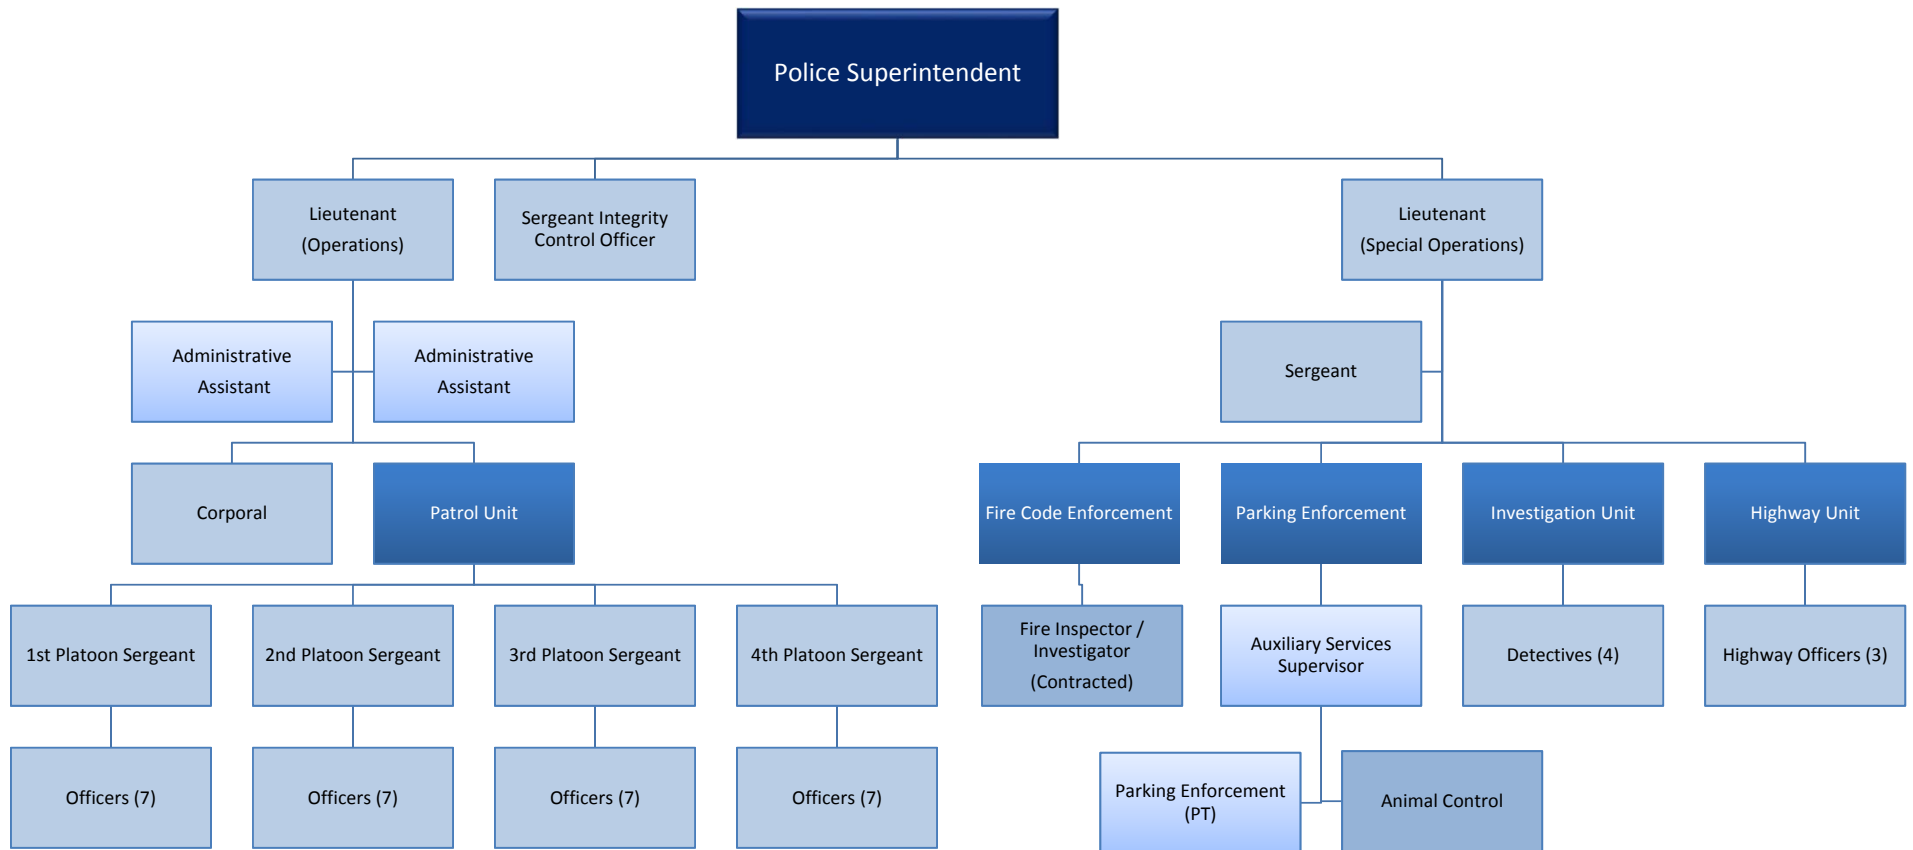 Police Superintendent
Lieutenant
(Operations)
Sergeant Integrity
Control Officer
Lieutenant
(Special Operations)
Administrative
Assistant
Administrative
Assistant
Sergeant
Corporal
Patrol Unit
Fire Code Enforcement
Parking Enforcement
Investigation Unit
Highway Unit
1st Platoon Sergeant
2nd Platoon Sergeant
3rd Platoon Sergeant
4th Platoon Sergeant
Fire Inspector /
Investigator
(Contracted)
Auxiliary Services
Supervisor
Detectives (4)
Highway Officers (3)
Officers (7)
Officers (7)
Officers (7)
Officers (7)
Parking Enforcement
(PT)
Animal Control